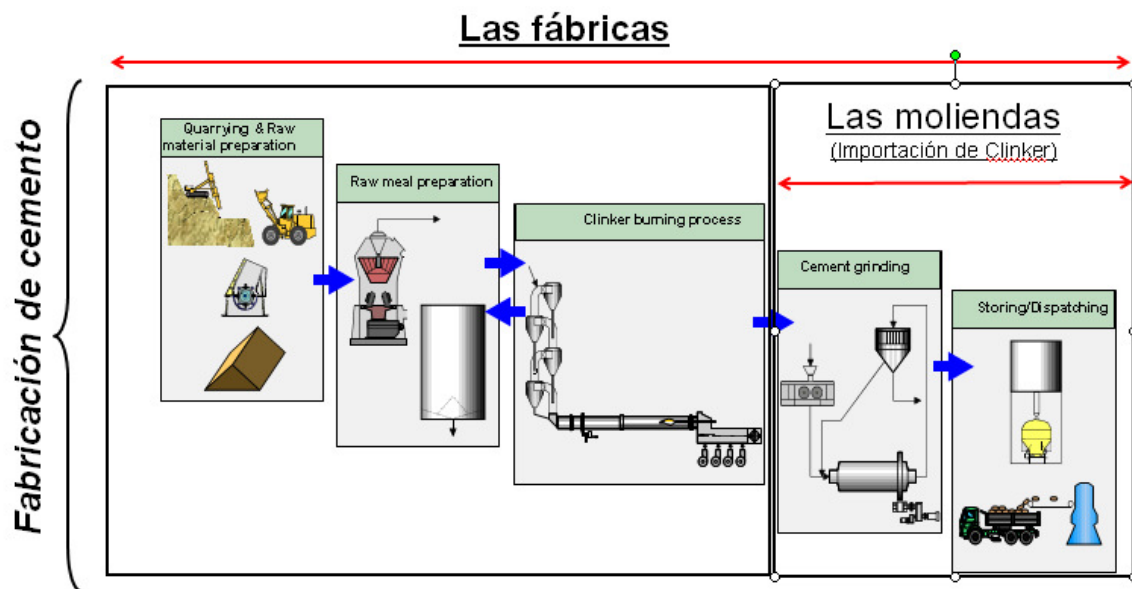 Las fábricas
Fabricación de cemento
Las moliendas
(Importación de Clinker)
Quarrying & Raw
material preparation
Raw meal preparation
Clinker burning process
Cement grinding
Storing/Dispatching